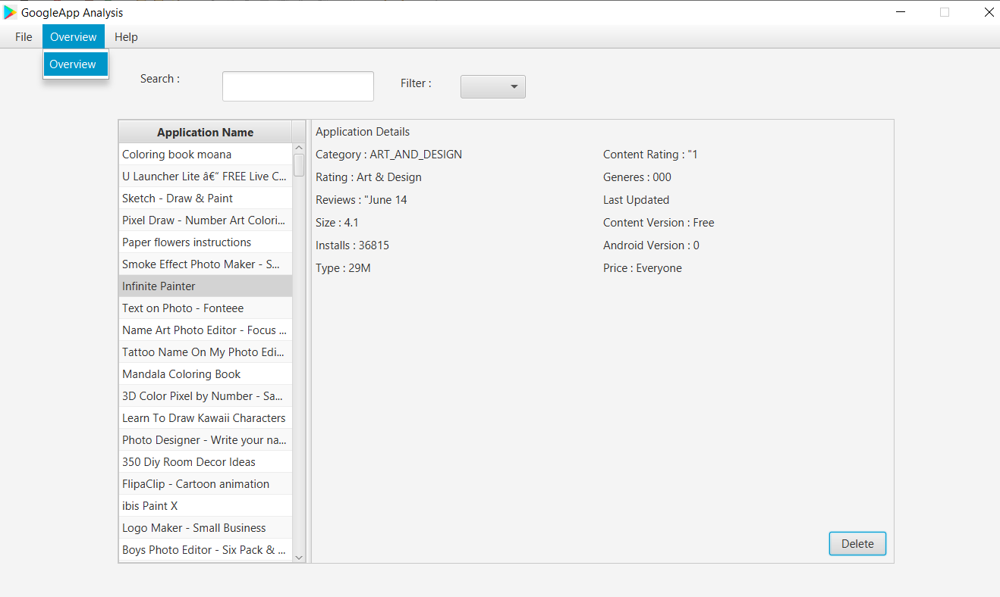 GoogleApp Analysis
File Overview Help
Overview
Search :
Filter :
Application Name
Coloring book moana
U Launcher Lite â€“ FREE Live C...
Sketch - Draw & Paint
Pixel Draw - Number Art Colori...
Paper flowers instructions
Smoke Effect Photo Maker - S...
Infinite Painter
Text on Photo - Fonteee
Name Art Photo Editor - Focus ...
Tattoo Name On My Photo Edi...
Mandala Coloring Book
3D Color Pixel by Number - Sa...
Learn To Draw Kawaii Characters
Photo Designer - Write your na...
350 Diy Room Decor Ideas
FlipaClip - Cartoon animation
ibis Paint X
Logo Maker - Small Business
Boys Photo Editor - Six Pack & ...
Application Details
Category : ART_AND_DESIGN
Rating : Art & Design
Reviews : "June 14
Size : 4.1
Installs : 36815
Type : 29M
Content Rating : "1
Generes : 000
Last Updated
Content Version : Free
Android Version : 0
Price : Everyone
Delete